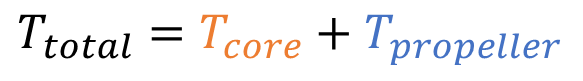 T_total = T_core + T_propeller